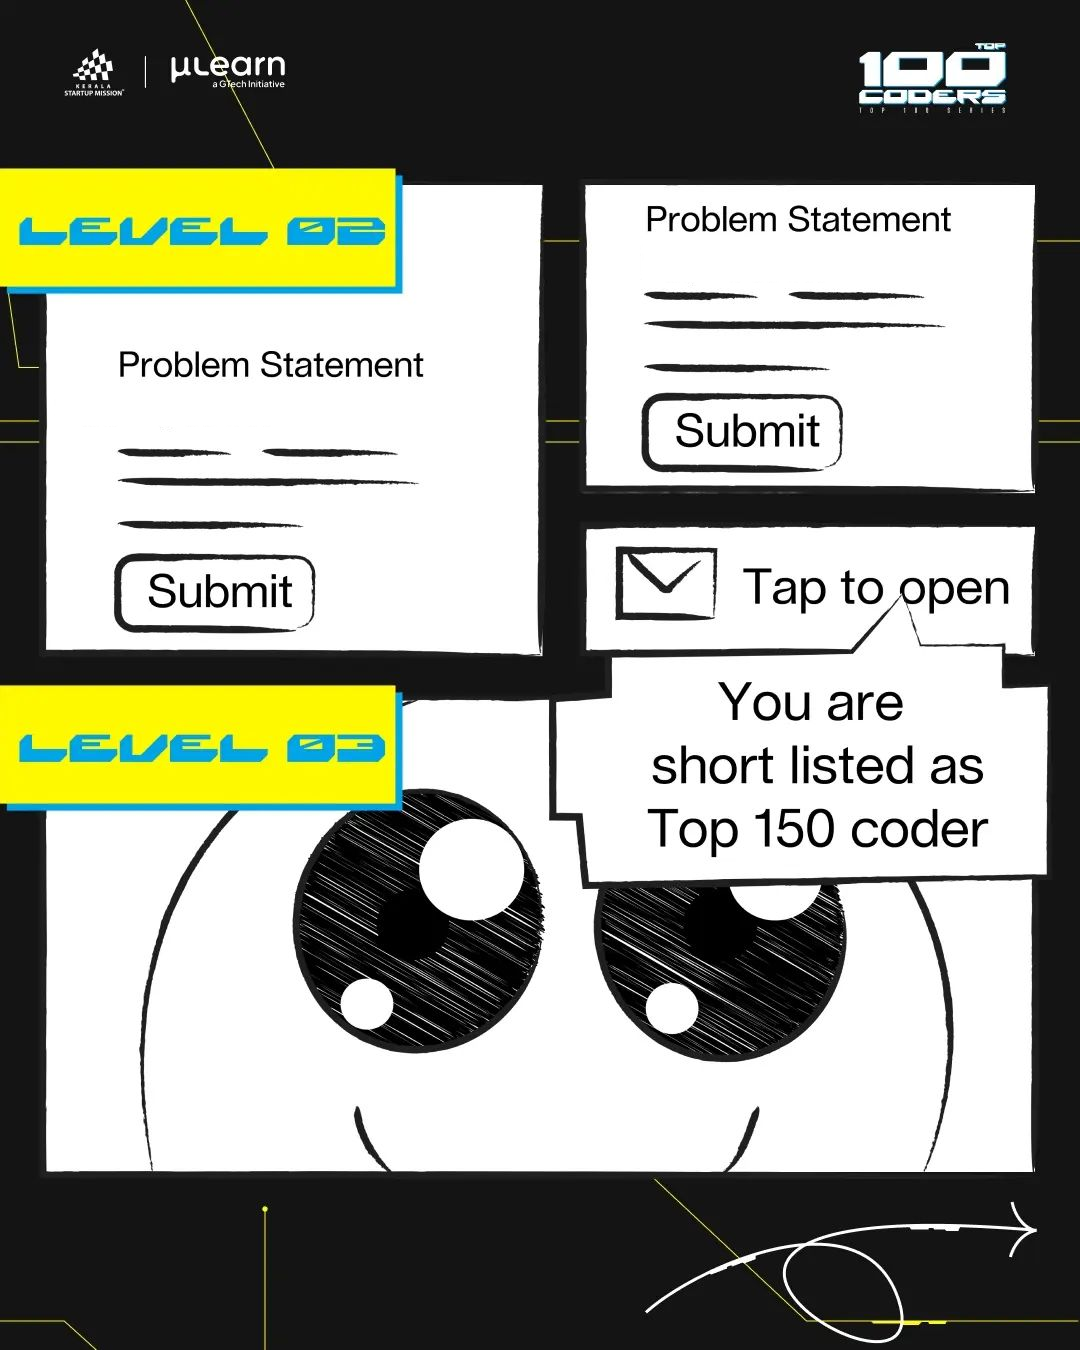 KERALA
STARTUP MISSION
µLearn
a GTech Initiative
TOP
100
CODERS
TOP 100 SERIES
LEVEL 02
Problem Statement
Submit
Problem Statement
Submit
Tap to open
You are
short listed as
Top 150 coder
LEVEL 03